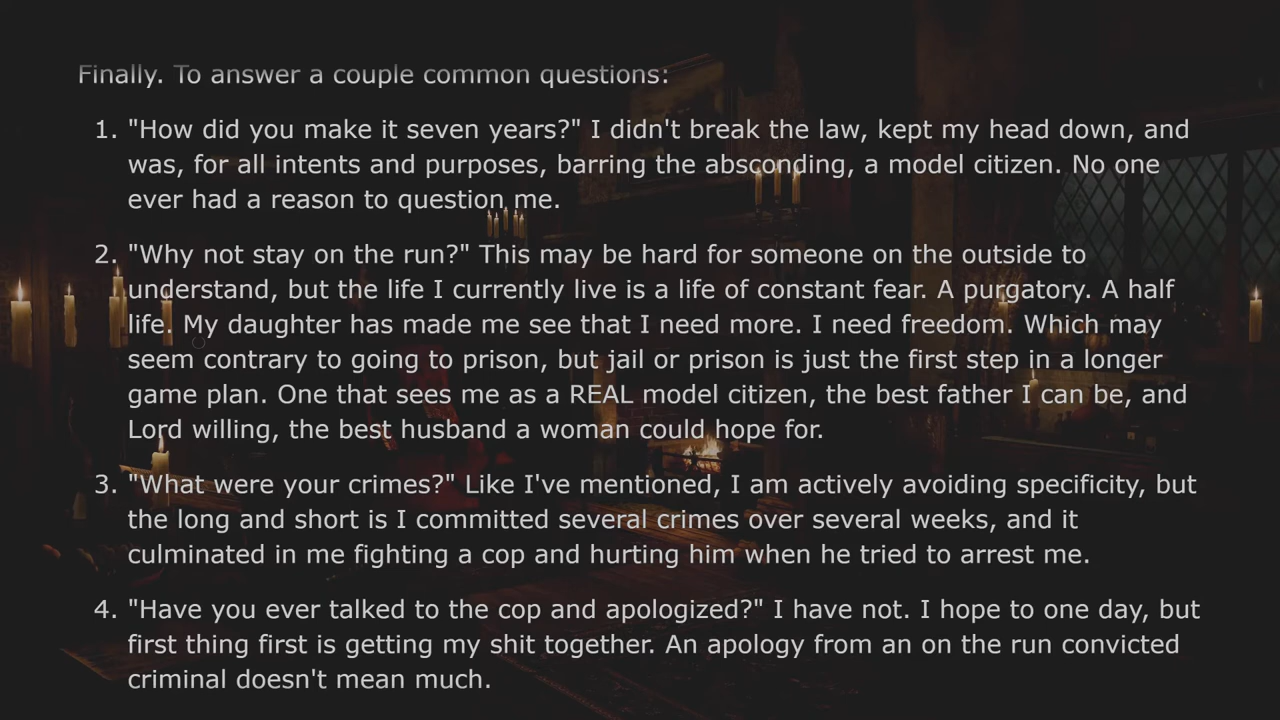 Finally. To answer a couple common questions:
1. "How did you make it seven years?" I didn't break the law, kept my head down, and
was, for all intents and purposes, barring the absconding, a model citizen. No one
ever had a reason to question me.
2. "Why not stay on the run?" This may be hard for someone on the outside to
understand, but the life I currently live is a life of constant fear. A purgatory. A half
life. My daughter has made me see that I need more. I need freedom. Which may
seem contrary to going to prison, but jail or prison is just the first step in a longer
game plan. One that sees me as a REAL model citizen, the best father I can be, and
Lord willing, the best husband a woman could hope for.
3. "What were your crimes?" Like I've mentioned, I am actively avoiding specificity, but
the long and short is I committed several crimes over several weeks, and it
culminated in me fighting a cop and hurting him when he tried to arrest me.
4. "Have you ever talked to the cop and apologized?" I have not. I hope to one day, but
first thing first is getting my shit together. An apology from an on the run convicted
criminal doesn't mean much.